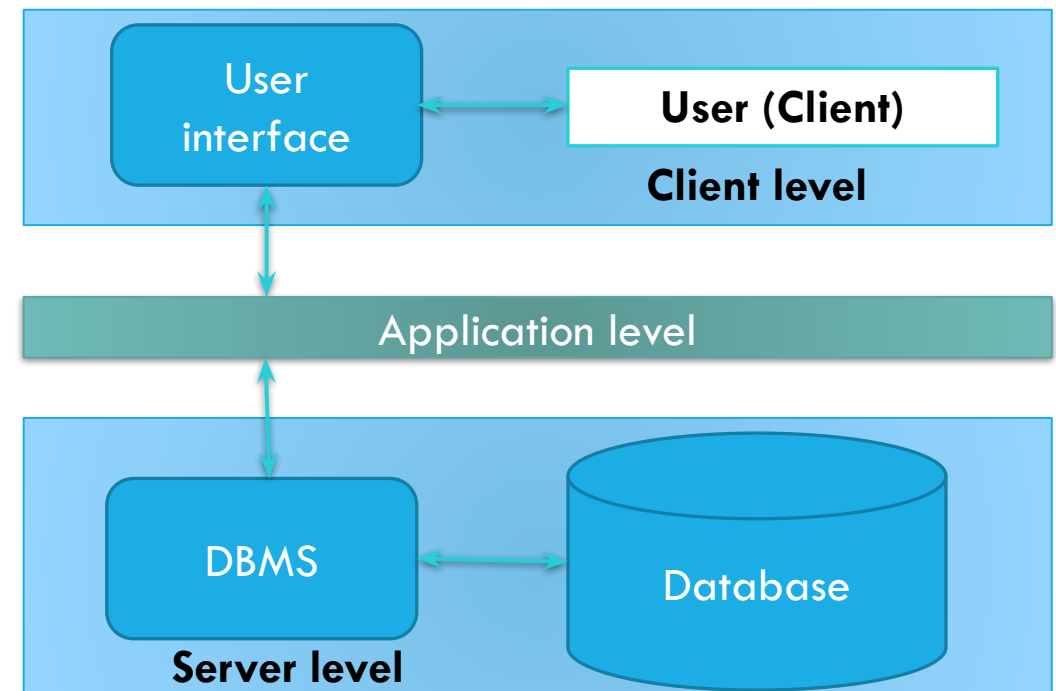 User
interface
User (Client)
Client level
Application level
DBMS
Database
Server level